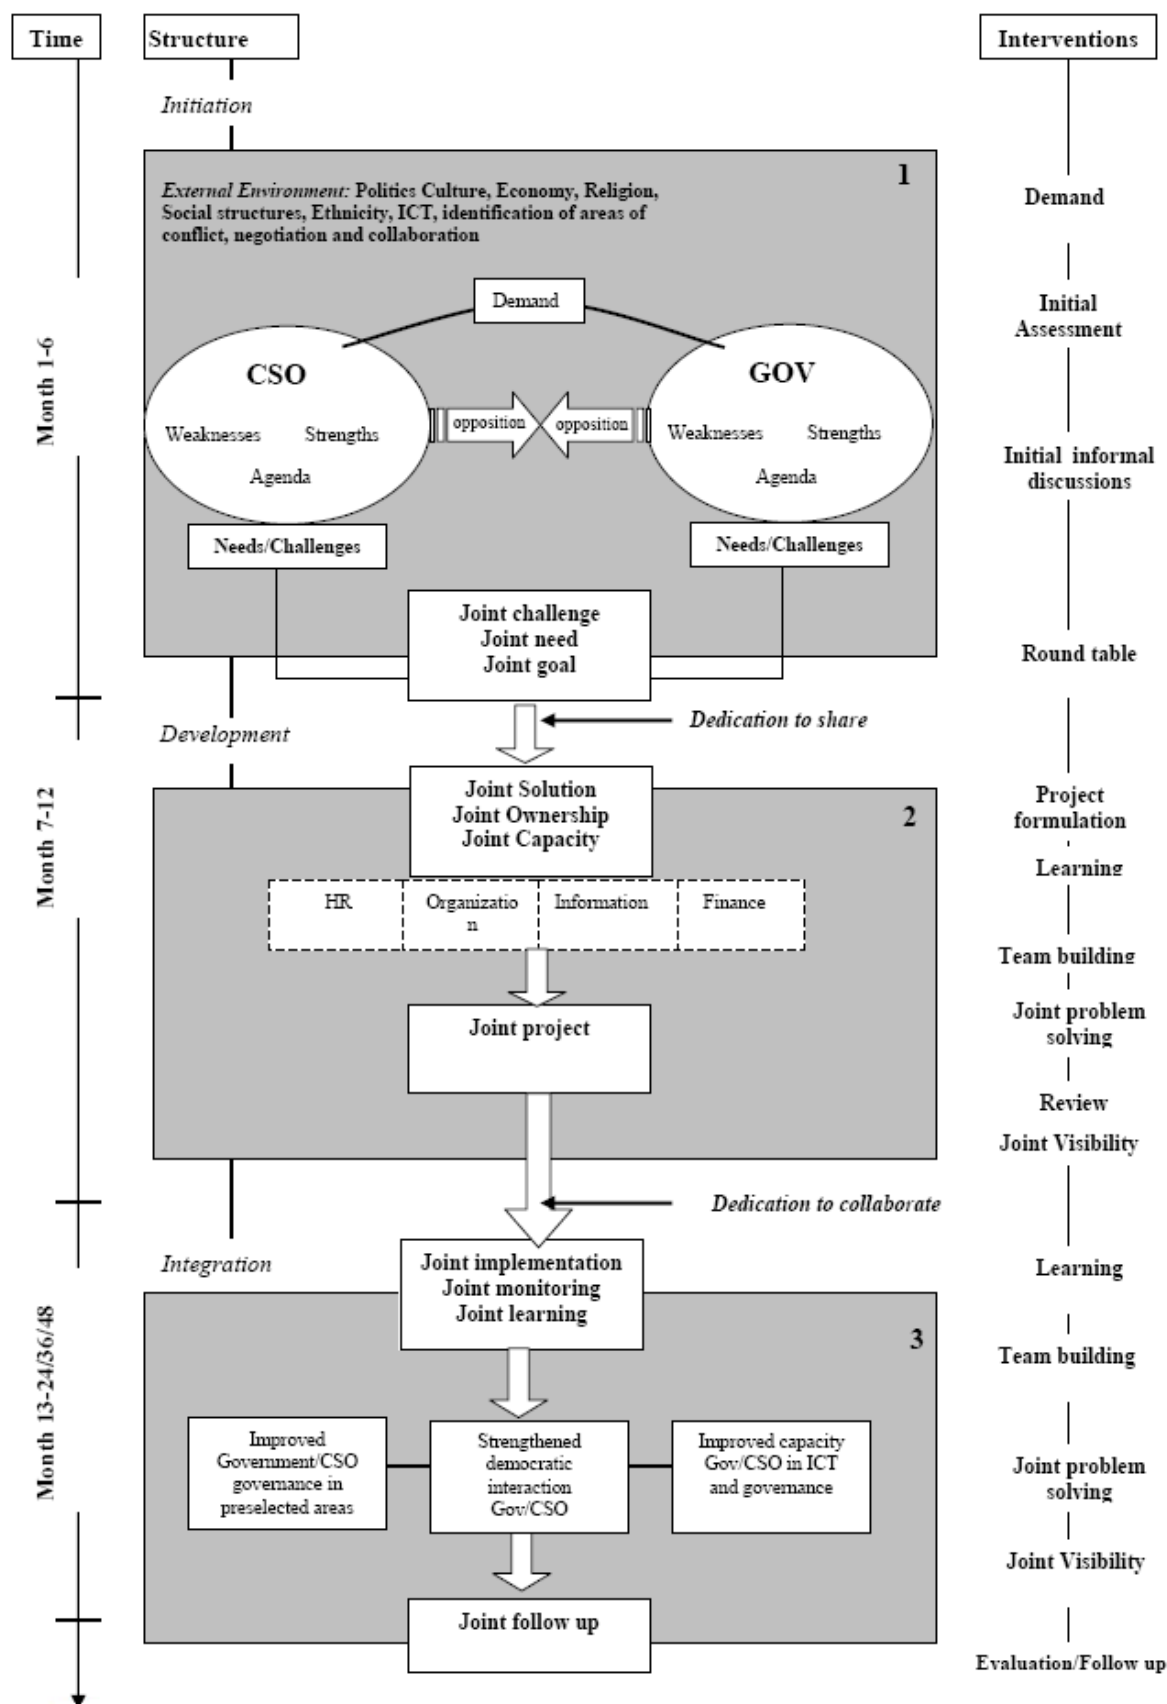 Time
Structure
Interventions
Initiation
1
External Environment: Politics Culture, Economy, Religion,
Social structures, Ethnicity, ICT, identification of areas of
conflict, negotiation and collaboration
Demand
Demand
Initial
Assessment
CSO
GOV
Month 1-6
opposition
opposition
Weaknesses
Strengths
Weaknesses
Strengths
Agenda
Agenda
Initial informal
discussions
Needs/Challenges
Needs/Challenges
Joint challenge
Joint need
Joint goal
Round table
Dedication to share
Development
Month 7-12
Joint Solution
Joint Ownership
Joint Capacity
2
Project
formulation
Learning
HR
Organizatio
n
Information
Finance
Team building
Joint project
Joint problem
solving
Review
Joint Visibility
Dedication to collaborate
Integration
Month 13-24/36/48
Joint implementation
Joint monitoring
Joint learning
3
Learning
Team building
Improved
Government/CSO
governance in
preselected areas
Strengthened
democratic
interaction
Gov/CSO
Improved capacity
Gov/CSO in ICT
and governance
Joint problem
solving
Joint Visibility
Joint follow up
Evaluation/Follow up